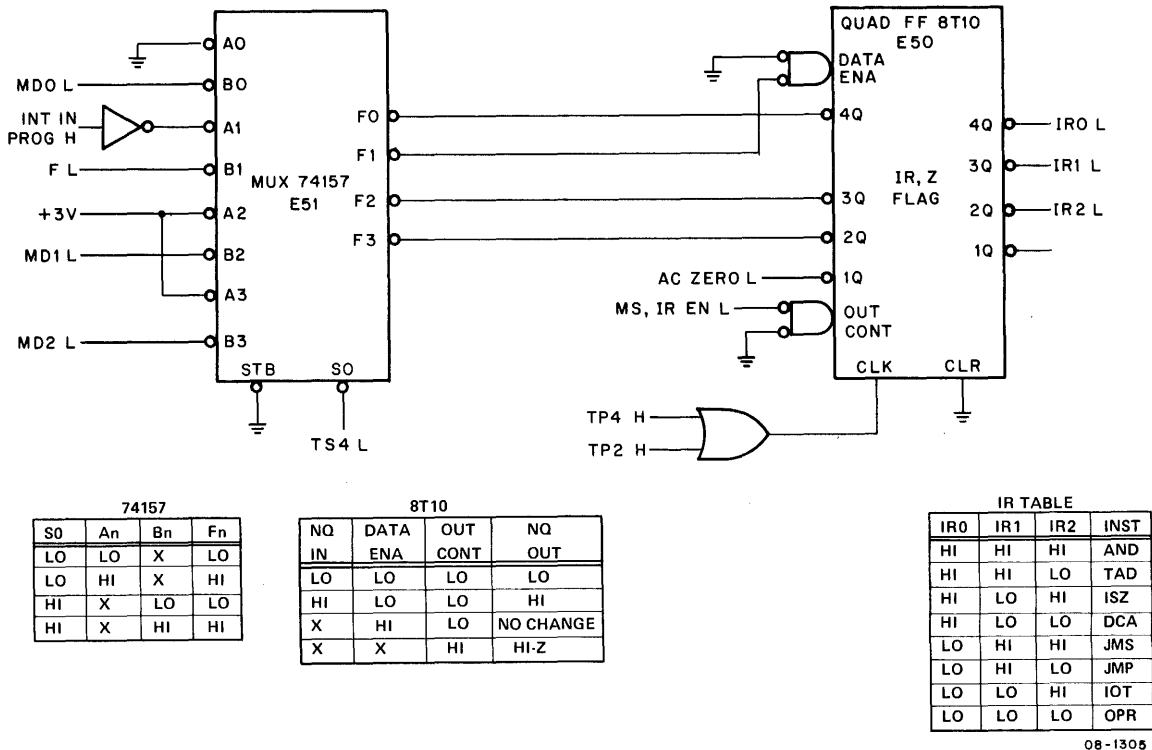 QUAD FF 8T10
E50
A0
MD0 L
B0
DATA
ENA
INT IN
PROG H
A1
F0
4Q
4Q
IR0 L
F L
B1
F1
3Q
IR1 L
MUX 74157
E51
IR, Z
FLAG
+3V
A2
F2
3Q
2Q
IR2 L
MD1 L
B2
F3
2Q
1Q
A3
AC ZERO L
1Q
MS, IR EN L
OUT
CONT
MD2 L
B3
STB
S0
CLK
CLR
TS4 L
TP4 H
TP2 H
74157
S0 An Bn Fn
LO LO X LO
LO HI X HI
HI X LO LO
HI X HI HI
8T10
NQ IN DATA ENA OUT CONT NQ OUT
LO LO LO LO
HI LO LO HI
X HI LO NO CHANGE
X X HI HI-Z
IR TABLE
IR0 IR1 IR2 INST
HI HI HI AND
HI HI LO TAD
HI LO HI ISZ
HI LO LO DCA
LO HI HI JMS
LO HI LO JMP
LO LO HI IOT
LO LO LO OPR
08-1305